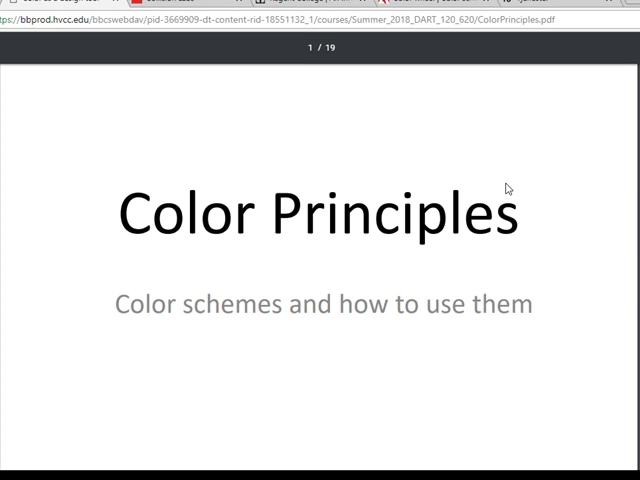 ttps://bbprod.hvcc.edu/bbcswebdav/pid-3669909-dt-content-rid-18551132_1/courses/Summer_2018_DART_120_620/ColorPrinciples.pdf
1 / 19
Color Principles
Color schemes and how to use them